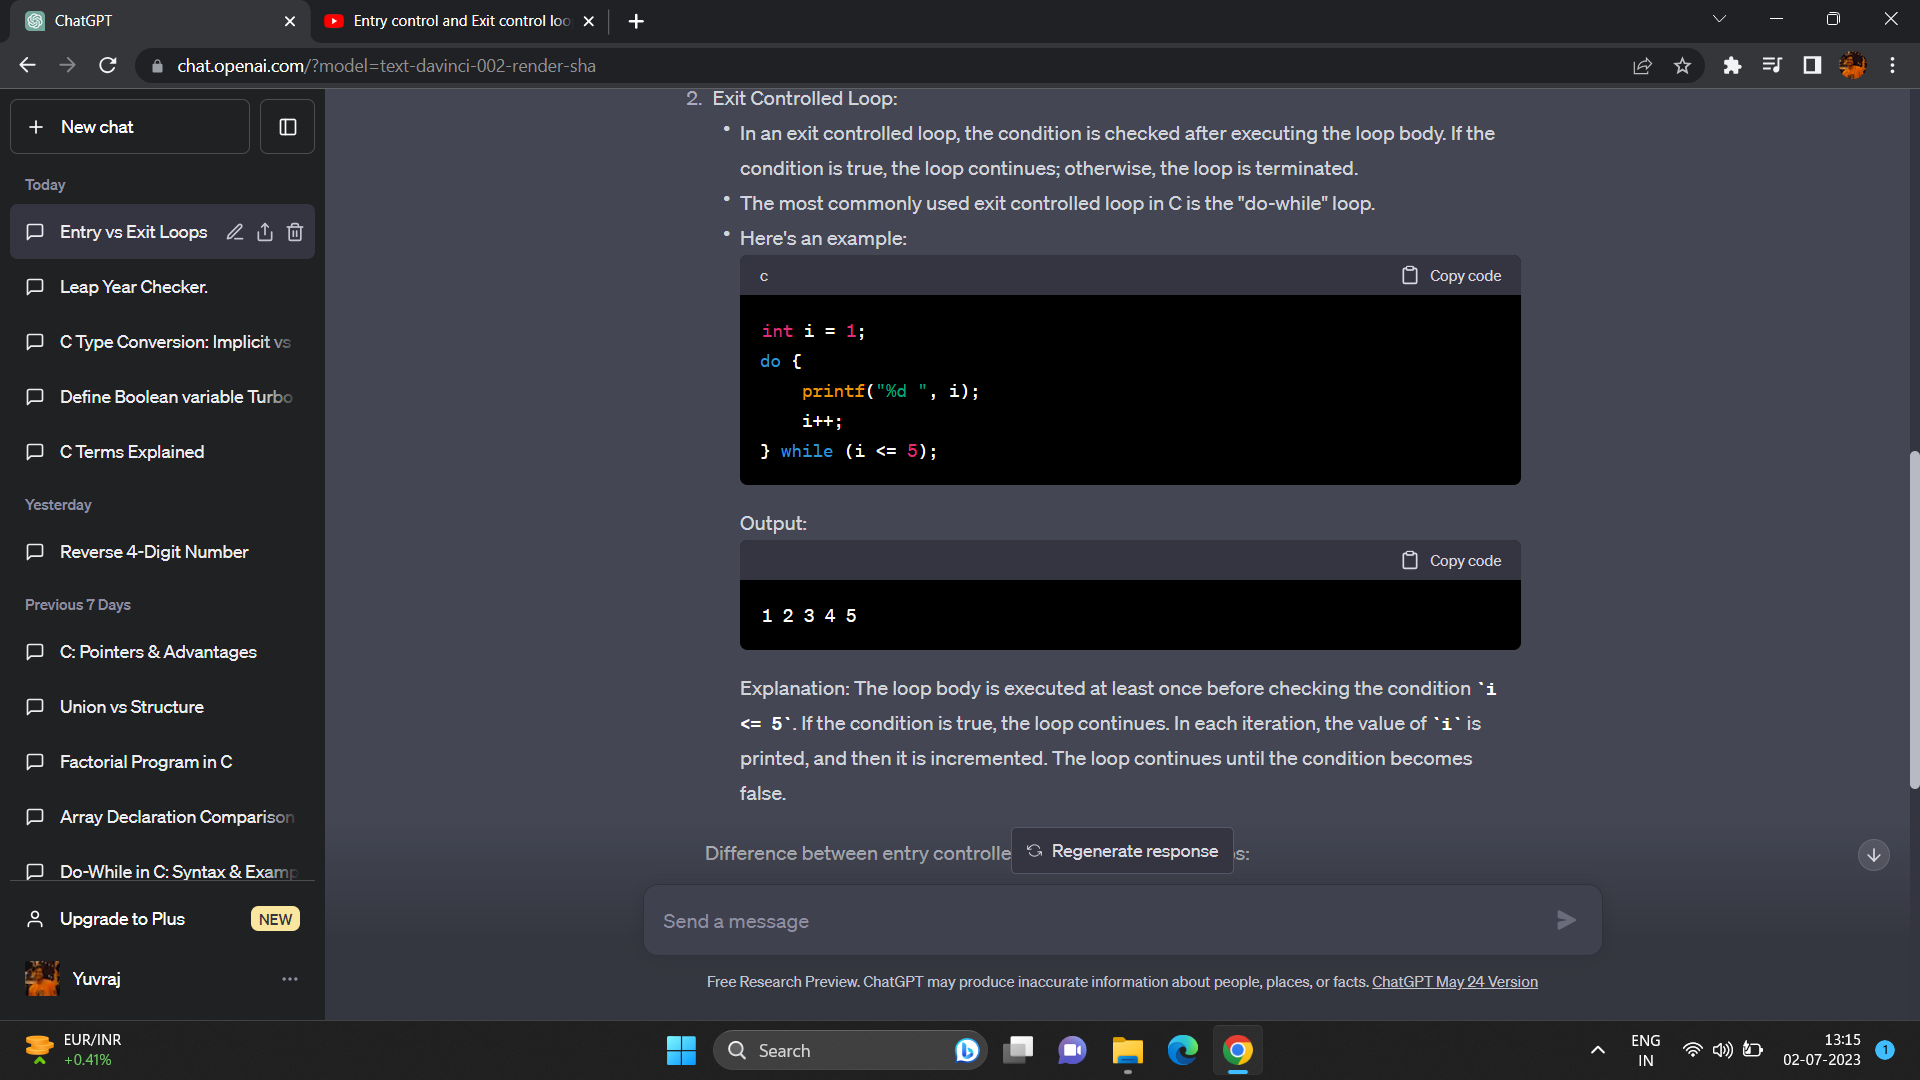 ChatGPT
Entry control and Exit control loo
chat.openai.com/?model=text-davinci-002-render-sha
New chat
Today
Entry vs Exit Loops
Leap Year Checker.
C Type Conversion: Implicit vs
Define Boolean variable Turbo
C Terms Explained
Yesterday
Reverse 4-Digit Number
Previous 7 Days
C: Pointers & Advantages
Union vs Structure
Factorial Program in C
Array Declaration Comparison
Do-While in C: Syntax & Examp
Upgrade to Plus NEW
Yuvraj
2. Exit Controlled Loop:
• In an exit controlled loop, the condition is checked after executing the loop body. If the
condition is true, the loop continues; otherwise, the loop is terminated.
• The most commonly used exit controlled loop in C is the "do-while" loop.
• Here's an example:
c Copy code
int i = 1;
do {
    printf("%d ", i);
    i++;
} while (i <= 5);
Output:
Copy code
1 2 3 4 5
Explanation: The loop body is executed at least once before checking the condition `i
<= 5`. If the condition is true, the loop continues. In each iteration, the value of `i` is
printed, and then it is incremented. The loop continues until the condition becomes
false.
Difference between entry controlle
Regenerate response
s:
Send a message
Free Research Preview. ChatGPT may produce inaccurate information about people, places, or facts. ChatGPT May 24 Version
EUR/INR
+0.41%
Search
ENG
IN
13:15
02-07-2023
1